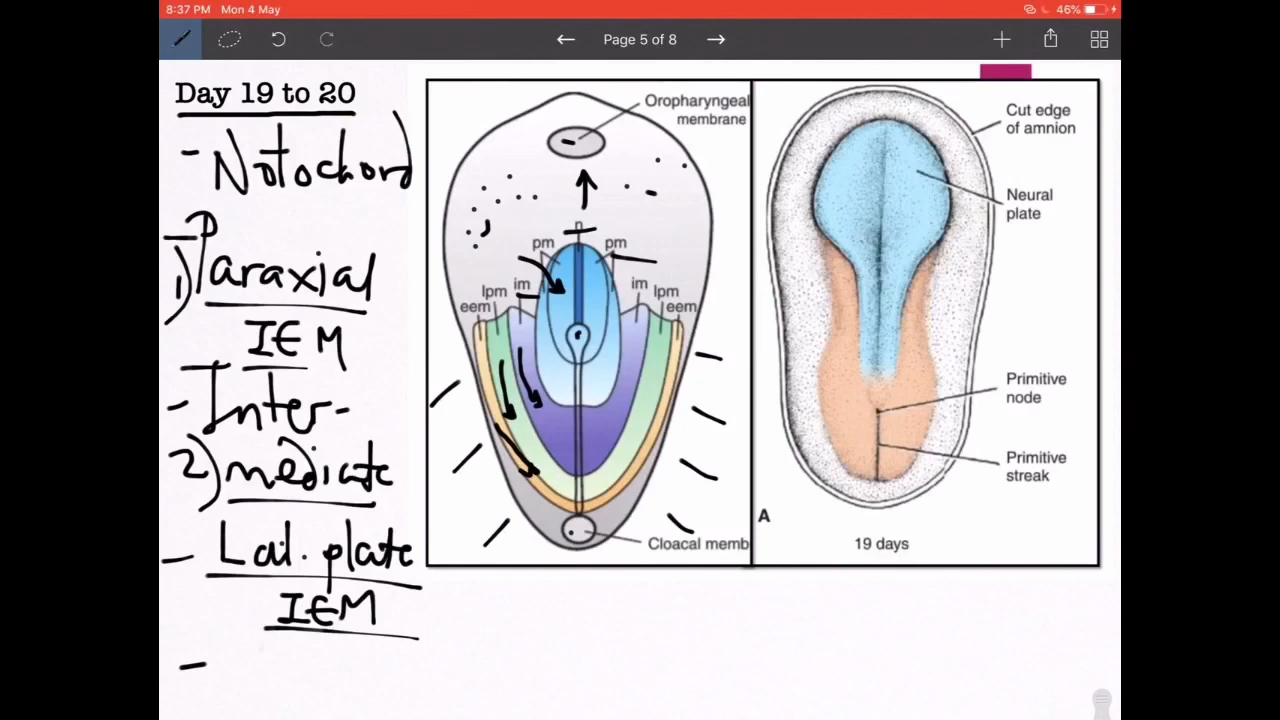 8:37 PM Mon 4 May
46%
Page 5 of 8
Day 19 to 20
- Notochord
1) Paraxial
IEM
- Inter-
2) mediate
- Lat. plate
IEM
-
Oropharyngeal
membrane
n
pm pm
im im
lpm lpm
eem eem
Cloacal memb
Cut edge
of amnion
Neural
plate
Primitive
node
Primitive
streak
A
19 days